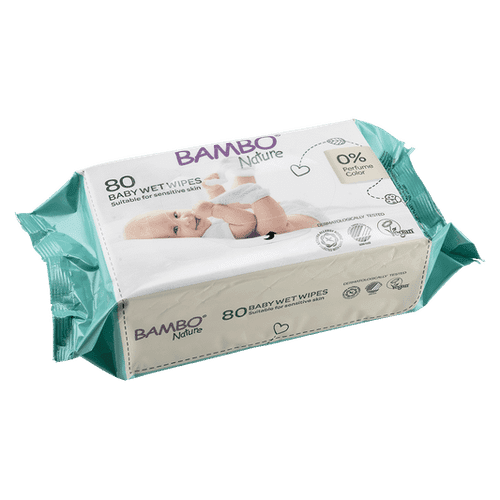 BAMBO
Nature
80
BABY WET WIPES
Suitable for sensitive skin
0%
Perfume
Color
DERMATOLOGICALLY TESTED
Vegan
BAMBO
Nature
80 BABY WET WIPES
Suitable for sensitive skin
DERMATOLOGICALLY TESTED
Vegan